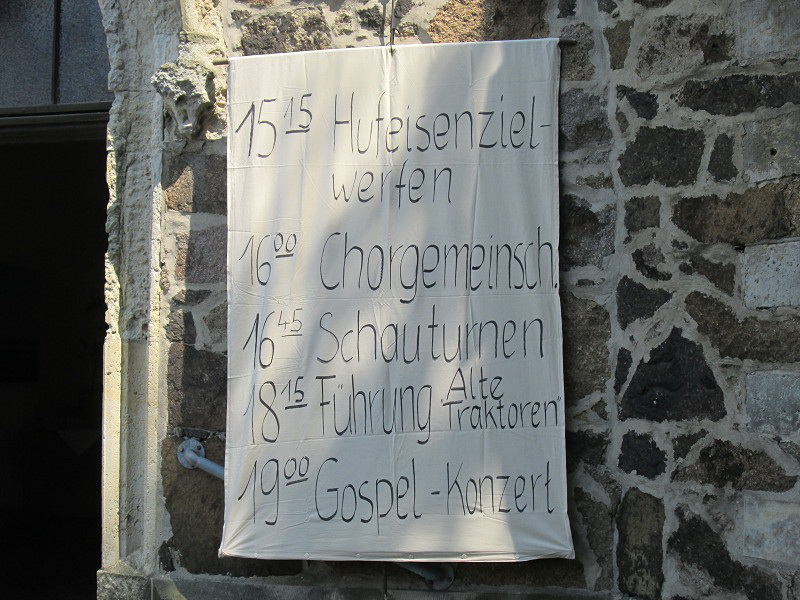 15 15 Hufeisenziel-
werfen
16 00 Chorgemeinsch.
16 45 Schauturnen
18 15 Führung "Alte
Traktoren"
19 00 Gospel-Konzert